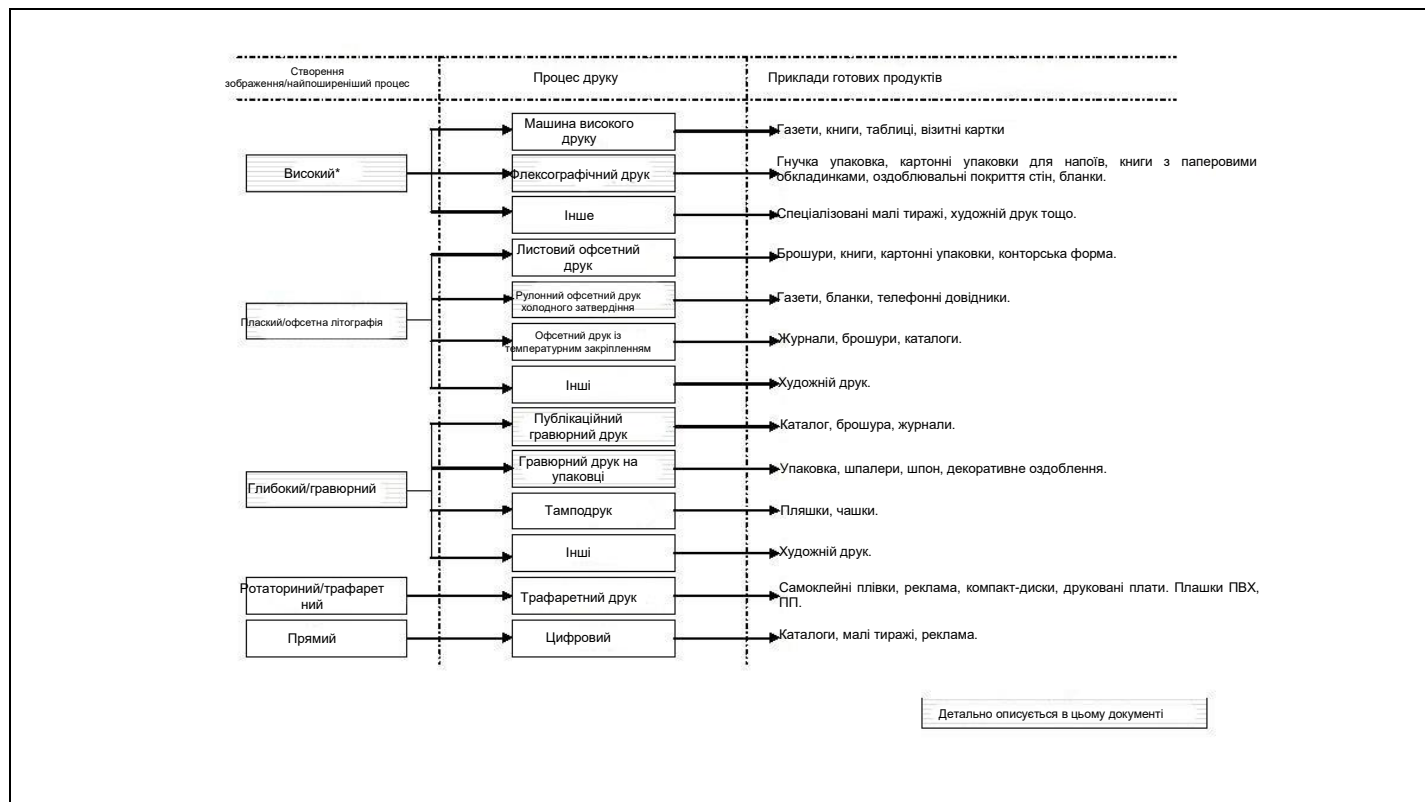 Створення
зображення/найпоширеніший процес
Процес друку
Приклади готових продуктів
Машина високого
друку
Газети, книги, таблиці, візитні картки
Високий*
Флексографічний друк
Гнучка упаковка, картонні упаковки для напоїв, книги з паперовими
обкладинками, оздоблювальні покриття стін, бланки.
Інше
Спеціалізовані малі тиражі, художній друк тощо.
Листовий офсетний
друк
Брошури, книги, картонні упаковки, конторська форма.
Плаский/офсетна літографія
Рулонний офсетний друк
холодного затвердіння
Газети, бланки, телефонні довідники.
Офсетний друк із
температурним закріпленням
Журнали, брошури, каталоги.
Інші
Художній друк.
Публікаційний
гравюрний друк
Каталог, брошура, журнали.
Глибокий/гравюрний
Гравюрний друк на
упаковці
Упаковка, шпалери, шпон, декоративне оздоблення.
Тамподрук
Пляшки, чашки.
Інші
Художній друк.
Ротаториний/трафарет
ний
Трафаретний друк
Самоклейні плівки, реклама, компакт-диски, друковані плати. Плашки ПВХ,
ПП.
Прямий
Цифровий
Каталоги, малі тиражі, реклама.
Детально описується в цьому документі